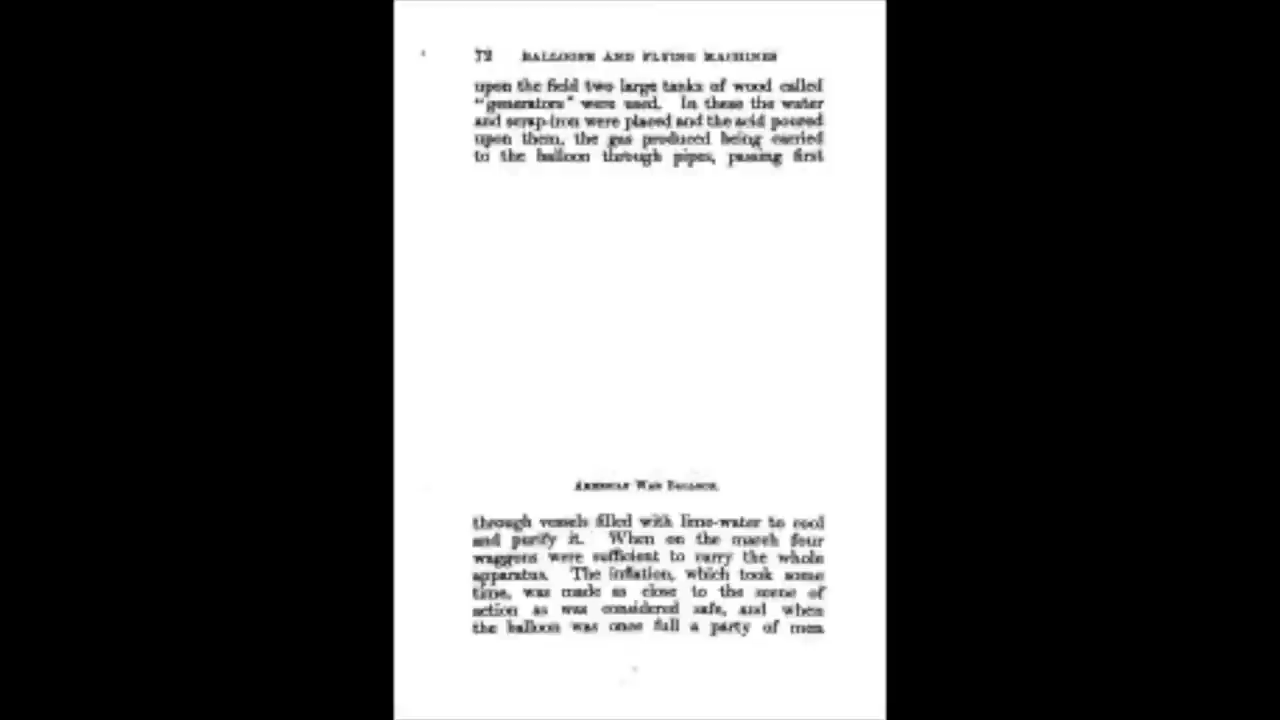 72 BALLOONS AND FLYING MACHINES
upon the field two large tanks of wood called
"generators" were used. In these the water
and scrap-iron were placed and the acid poured
upon them, the gas produced being carried
to the balloon through pipes, passing first
AMERICAN WAR BALLOON.
through vessels filled with lime-water to cool
and purify it. When on the march four
waggons were sufficient to carry the whole
apparatus. The inflation, which took some
time, was made as close to the scene of
action as was considered safe, and when
the balloon was once full a party of men